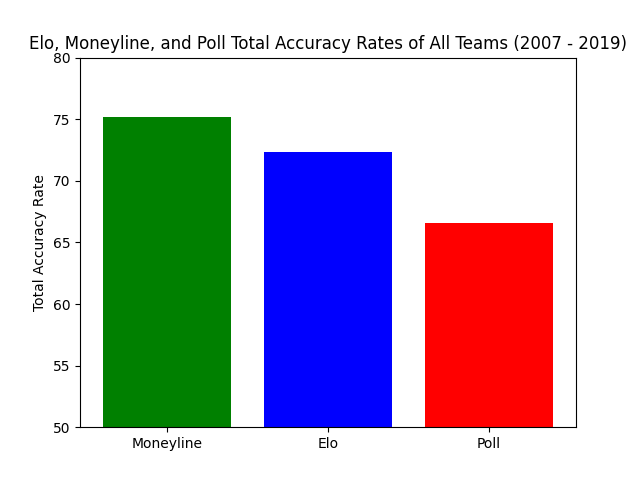 Elo, Moneyline, and Poll Total Accuracy Rates of All Teams (2007 - 2019)
80
75
70
65
60
55
50
Total Accuracy Rate
Moneyline
Elo
Poll